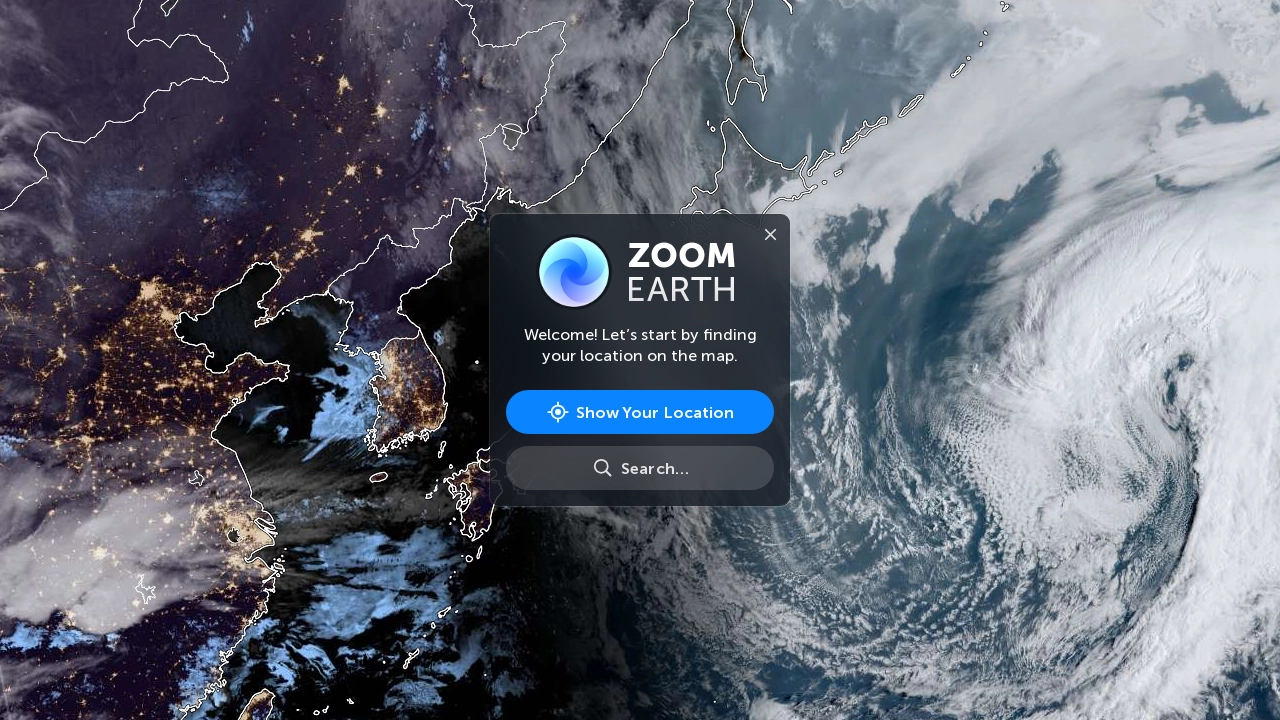 ZOOM
EARTH
Welcome! Let’s start by finding
your location on the map.
Show Your Location
Search…